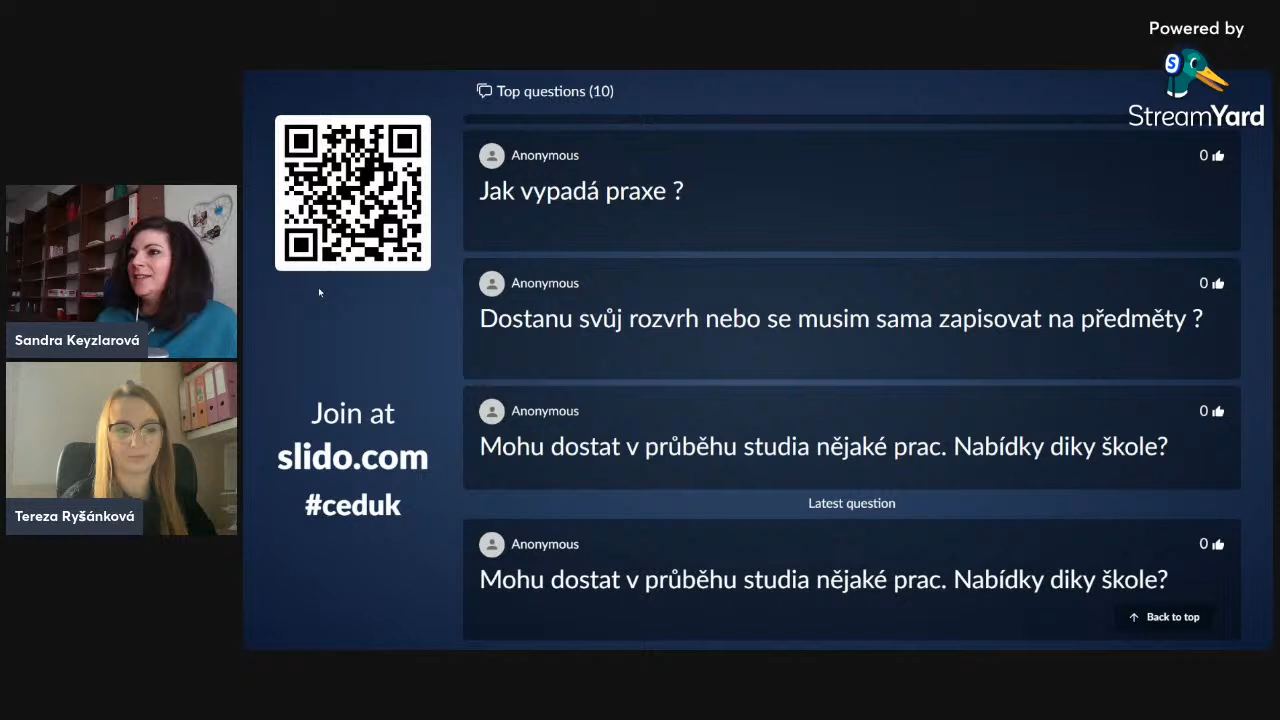 Powered by
StreamYard
Top questions (10)
Anonymous
0
Jak vypadá praxe ?
Anonymous
0
Dostanu svůj rozvrh nebo se musim sama zapisovat na předměty ?
Anonymous
0
Mohu dostat v průběhu studia nějaké prac. Nabídky diky škole?
Latest question
Anonymous
0
Mohu dostat v průběhu studia nějaké prac. Nabídky diky škole?
Back to top
Join at
slido.com
#ceduk
Sandra Keyzlarová
Tereza Ryšánková